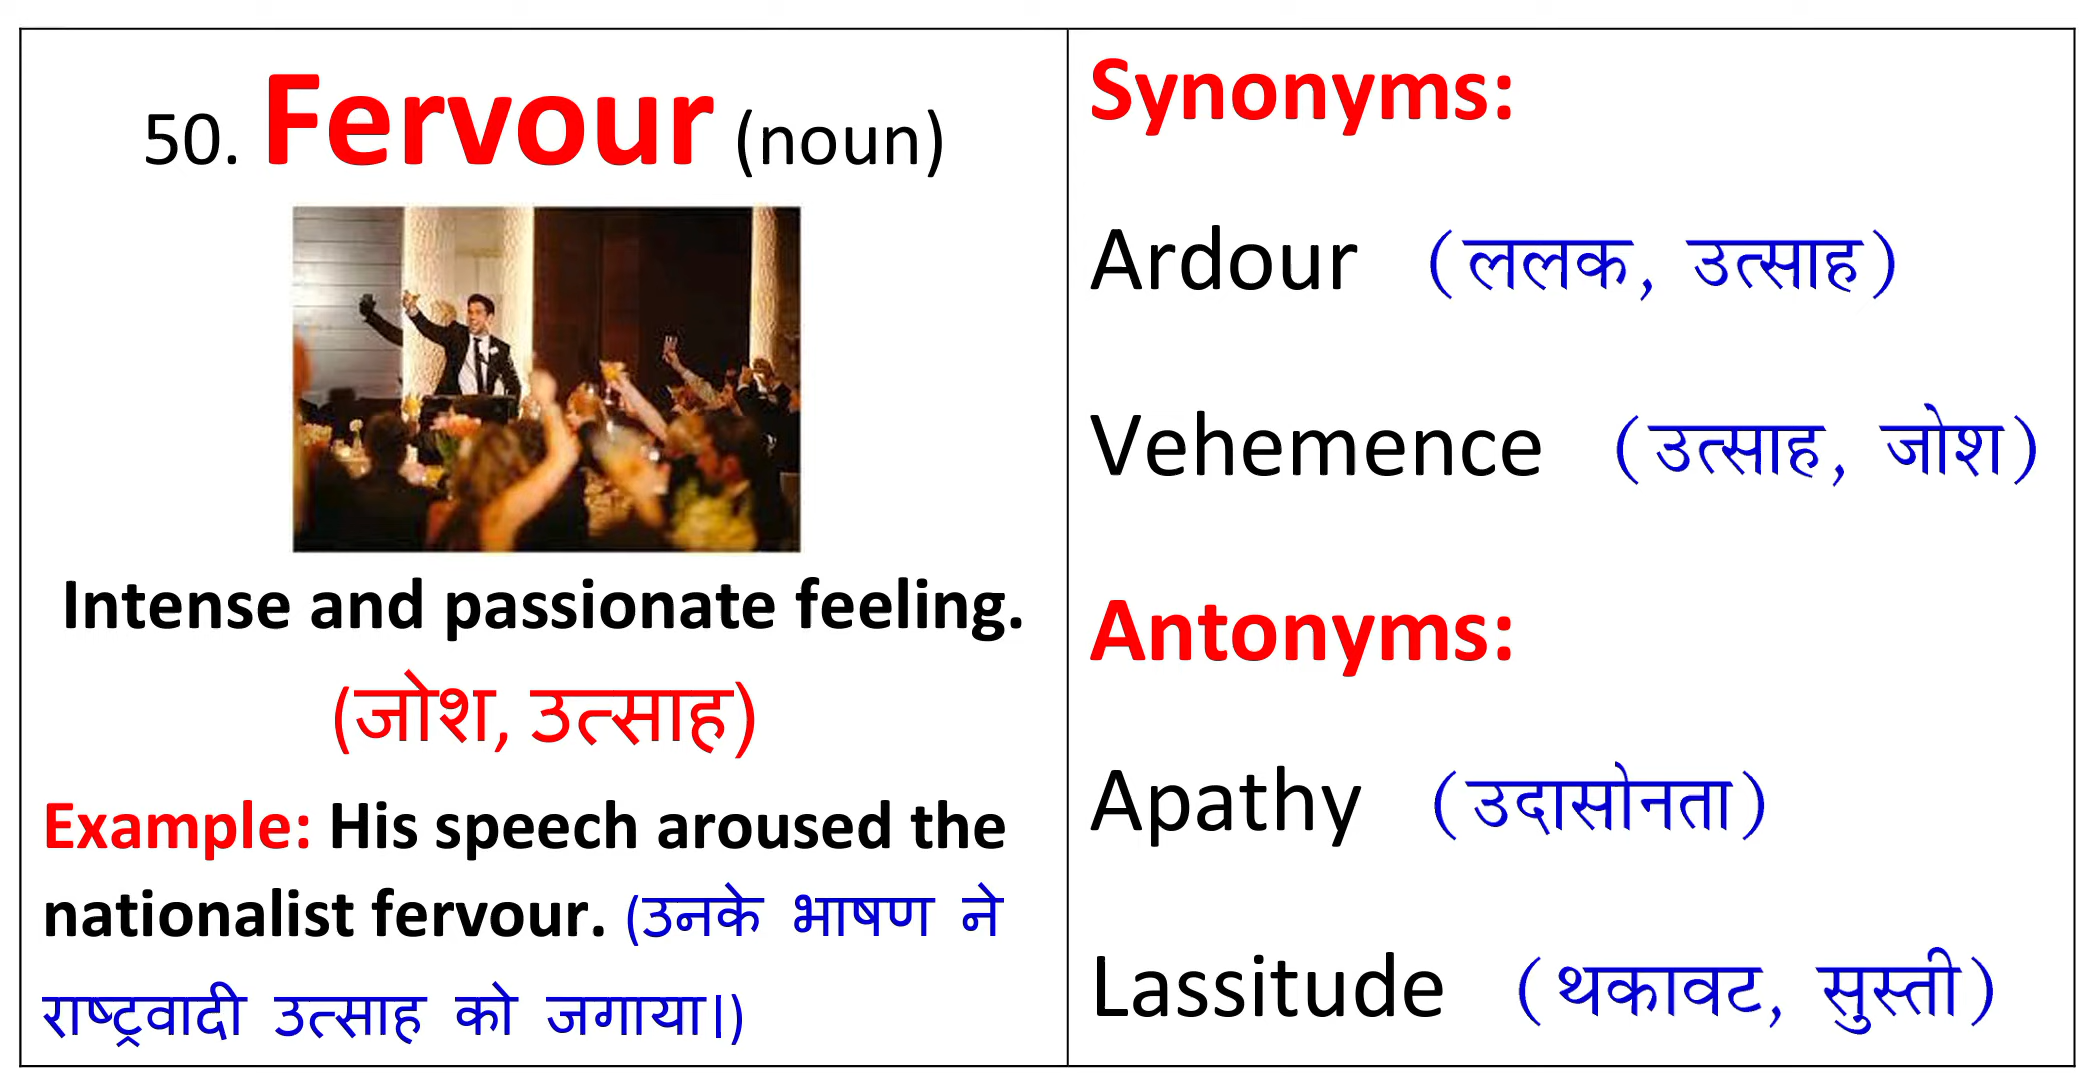 50. Fervour (noun)
Intense and passionate feeling.
(जोश, उत्साह)
Example: His speech aroused the
nationalist fervour. (उनके भाषण ने
राष्ट्रवादी उत्साह को जगाया।)
Synonyms:
Ardour (ललक, उत्साह)
Vehemence (उत्साह, जोश)
Antonyms:
Apathy (उदासीनता)
Lassitude (थकावट, सुस्ती)